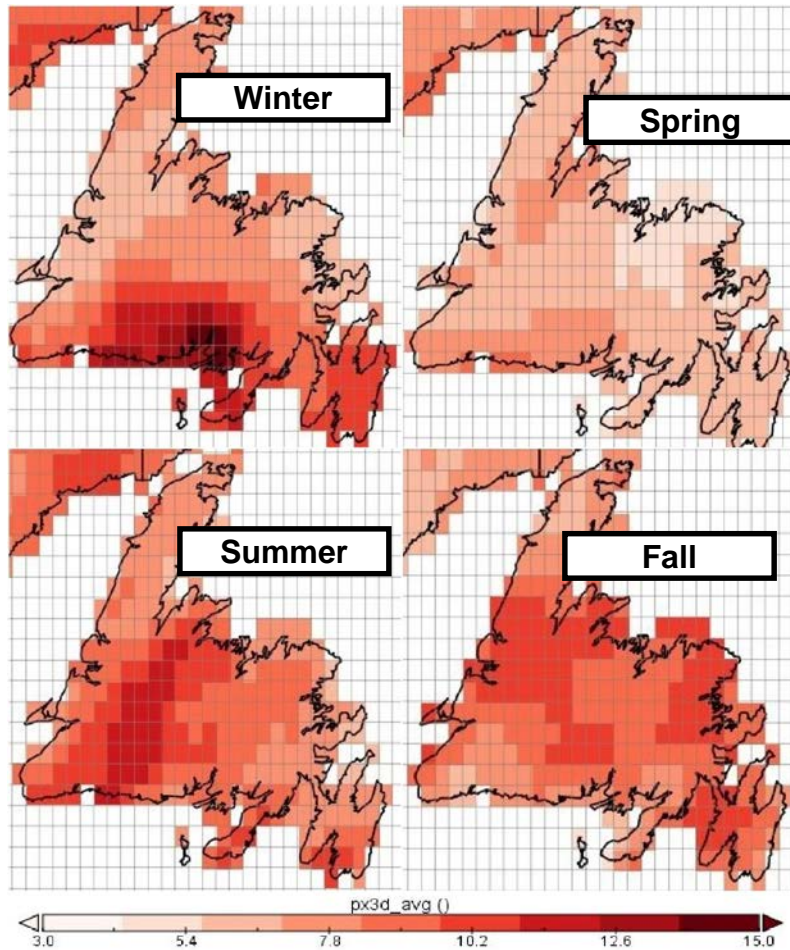 Winter
Spring
Summer
Fall
px3d_avg ()
3.0 5.4 7.8 10.2 12.6 15.0